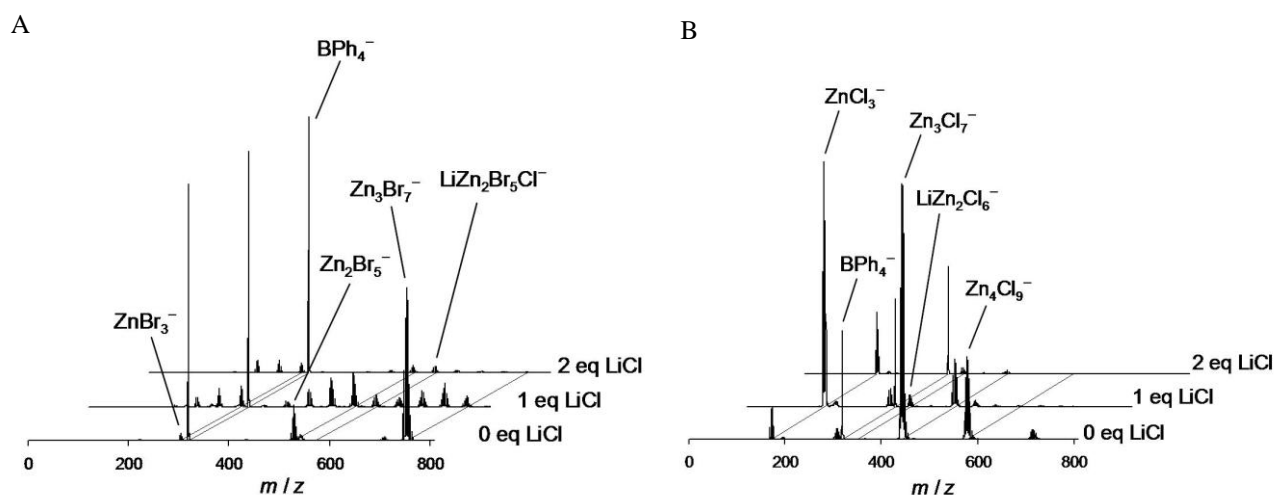 A
BPh₄⁻
Zn₃Br₇⁻
LiZn₂Br₅Cl⁻
Zn₂Br₅⁻
ZnBr₃⁻
2 eq LiCl
1 eq LiCl
0 eq LiCl
0 200 400 600 800
m / z
B
ZnCl₃⁻
Zn₃Cl₇⁻
LiZn₂Cl₆⁻
BPh₄⁻
Zn₄Cl₉⁻
2 eq LiCl
1 eq LiCl
0 eq LiCl
0 200 400 600 800
m / z